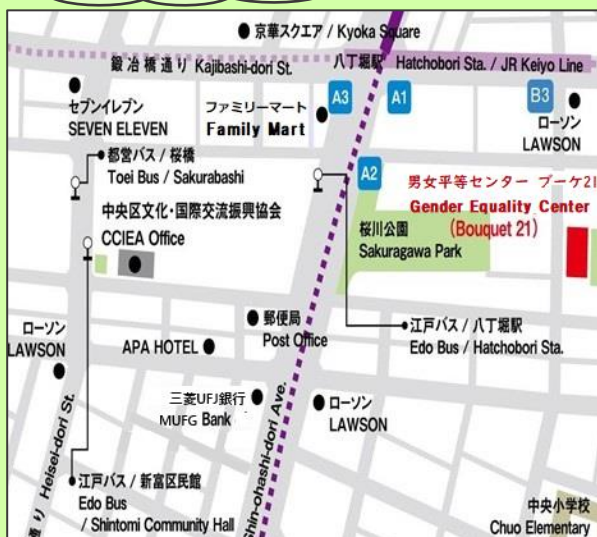 京華スクエア / Kyoka Square
鍛冶橋通り Kajibashi-dori St.
八丁堀駅 Hatchobori Sta. / JR Keiyo Line
セブンイレブン
SEVEN ELEVEN
ファミリーマート
Family Mart
A3
A1
B3
ローソン
LAWSON
都営バス / 桜橋
Toei Bus / Sakurabashi
A2
男女平等センター ブーケ21
Gender Equality Center
(Bouquet 21)
中央区文化・国際交流振興協会
CCIEA Office
桜川公園
Sakuragawa Park
郵便局
Post Office
江戸バス / 八丁堀駅
Edo Bus / Hatchobori Sta.
ローソン
LAWSON
APA HOTEL
三菱UFJ銀行
MUFG Bank
ローソン
LAWSON
通り Heisei-dori St.
Shin-ohashi-dori Ave.
江戸バス / 新富区民館
Edo Bus
/ Shintomi Community Hall
中央小学校
Chuo Elementary